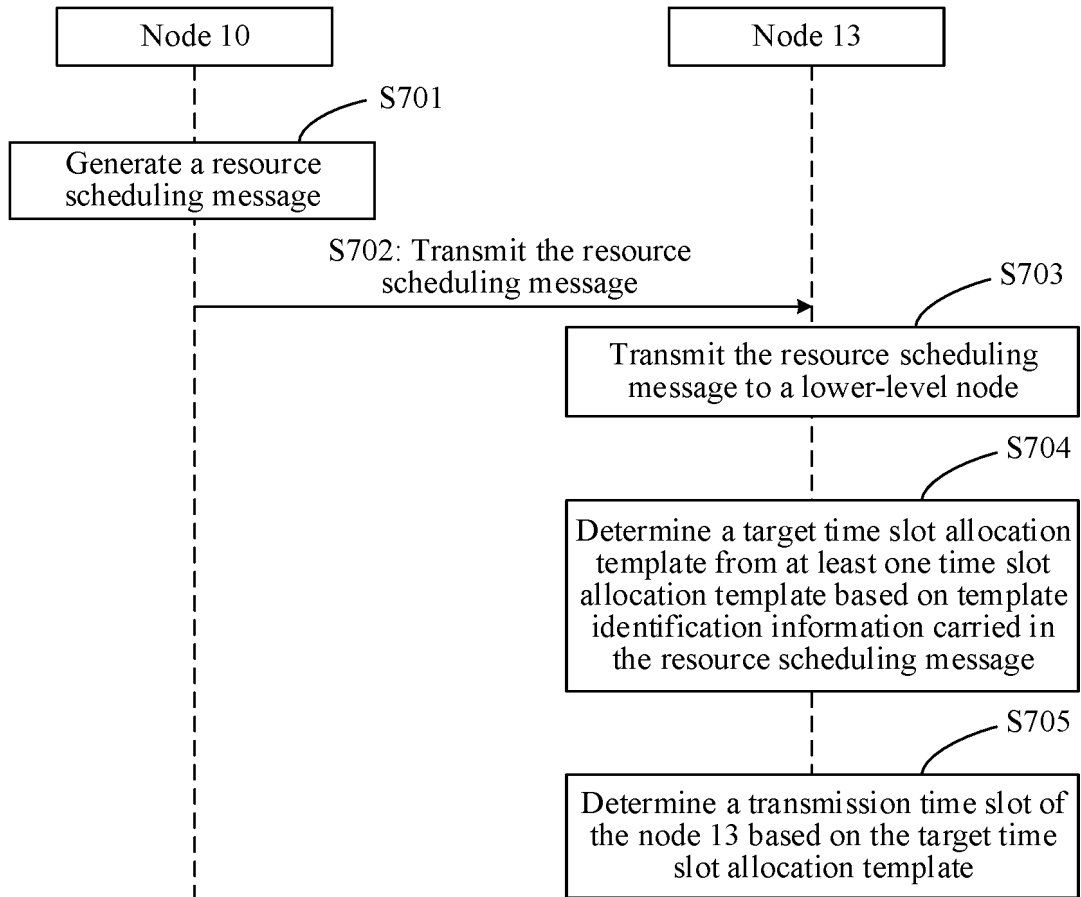 Node 10
Node 13
S701
Generate a resource
scheduling message
S702: Transmit the resource
scheduling message
S703
Transmit the resource scheduling
message to a lower-level node
S704
Determine a target time slot allocation
template from at least one time slot
allocation template based on template
identification information carried in
the resource scheduling message
S705
Determine a transmission time slot of
the node 13 based on the target time
slot allocation template